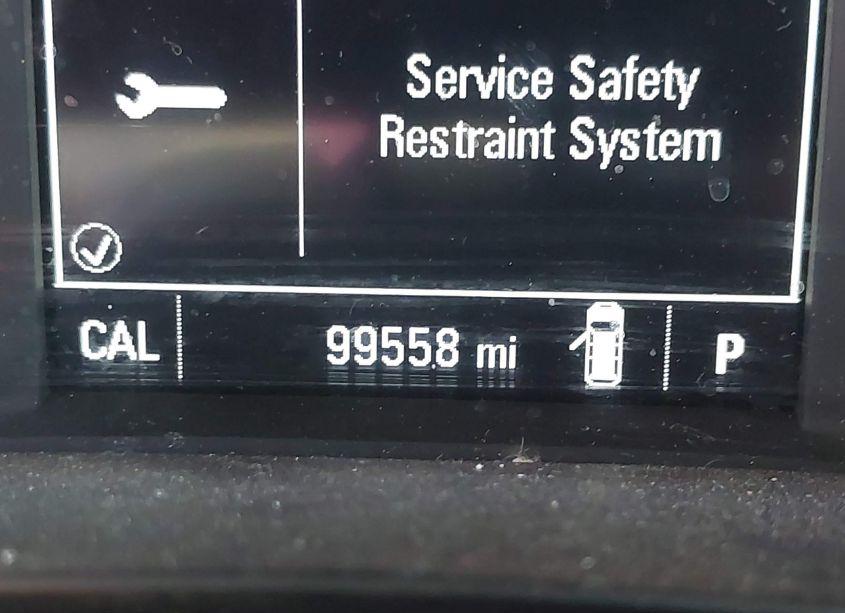 Service Safety
Restraint System
CAL
99558 mi
P